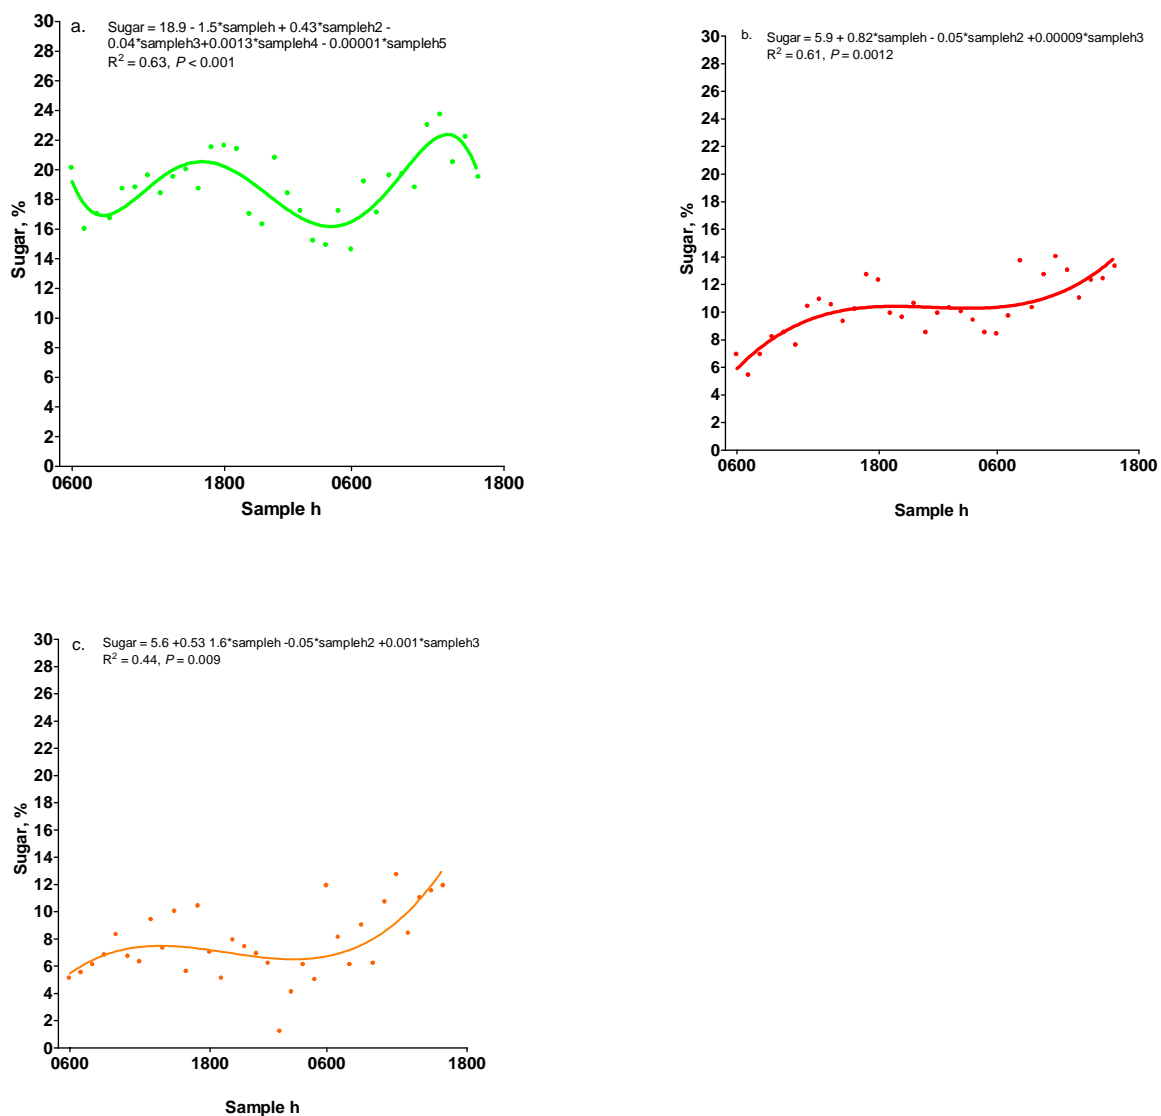 a.
Sugar = 18.9 - 1.5*sampleh + 0.43*sampleh2 -
0.04*sampleh3+0.0013*sampleh4 - 0.00001*sampleh5
R² = 0.63, P < 0.001
30
28
26
24
22
20
18
16
14
12
10
8
6
4
2
0
Sugar, %
0600 1800 0600 1800
Sample h
b.
Sugar = 5.9 + 0.82*sampleh - 0.05*sampleh2 +0.00009*sampleh3
R² = 0.61, P = 0.0012
30
28
26
24
22
20
18
16
14
12
10
8
6
4
2
0
Sugar, %
0600 1800 0600 1800
Sample h
c.
Sugar = 5.6 +0.53 1.6*sampleh -0.05*sampleh2 +0.001*sampleh3
R² = 0.44, P = 0.009
30
28
26
24
22
20
18
16
14
12
10
8
6
4
2
0
Sugar, %
0600 1800 0600 1800
Sample h